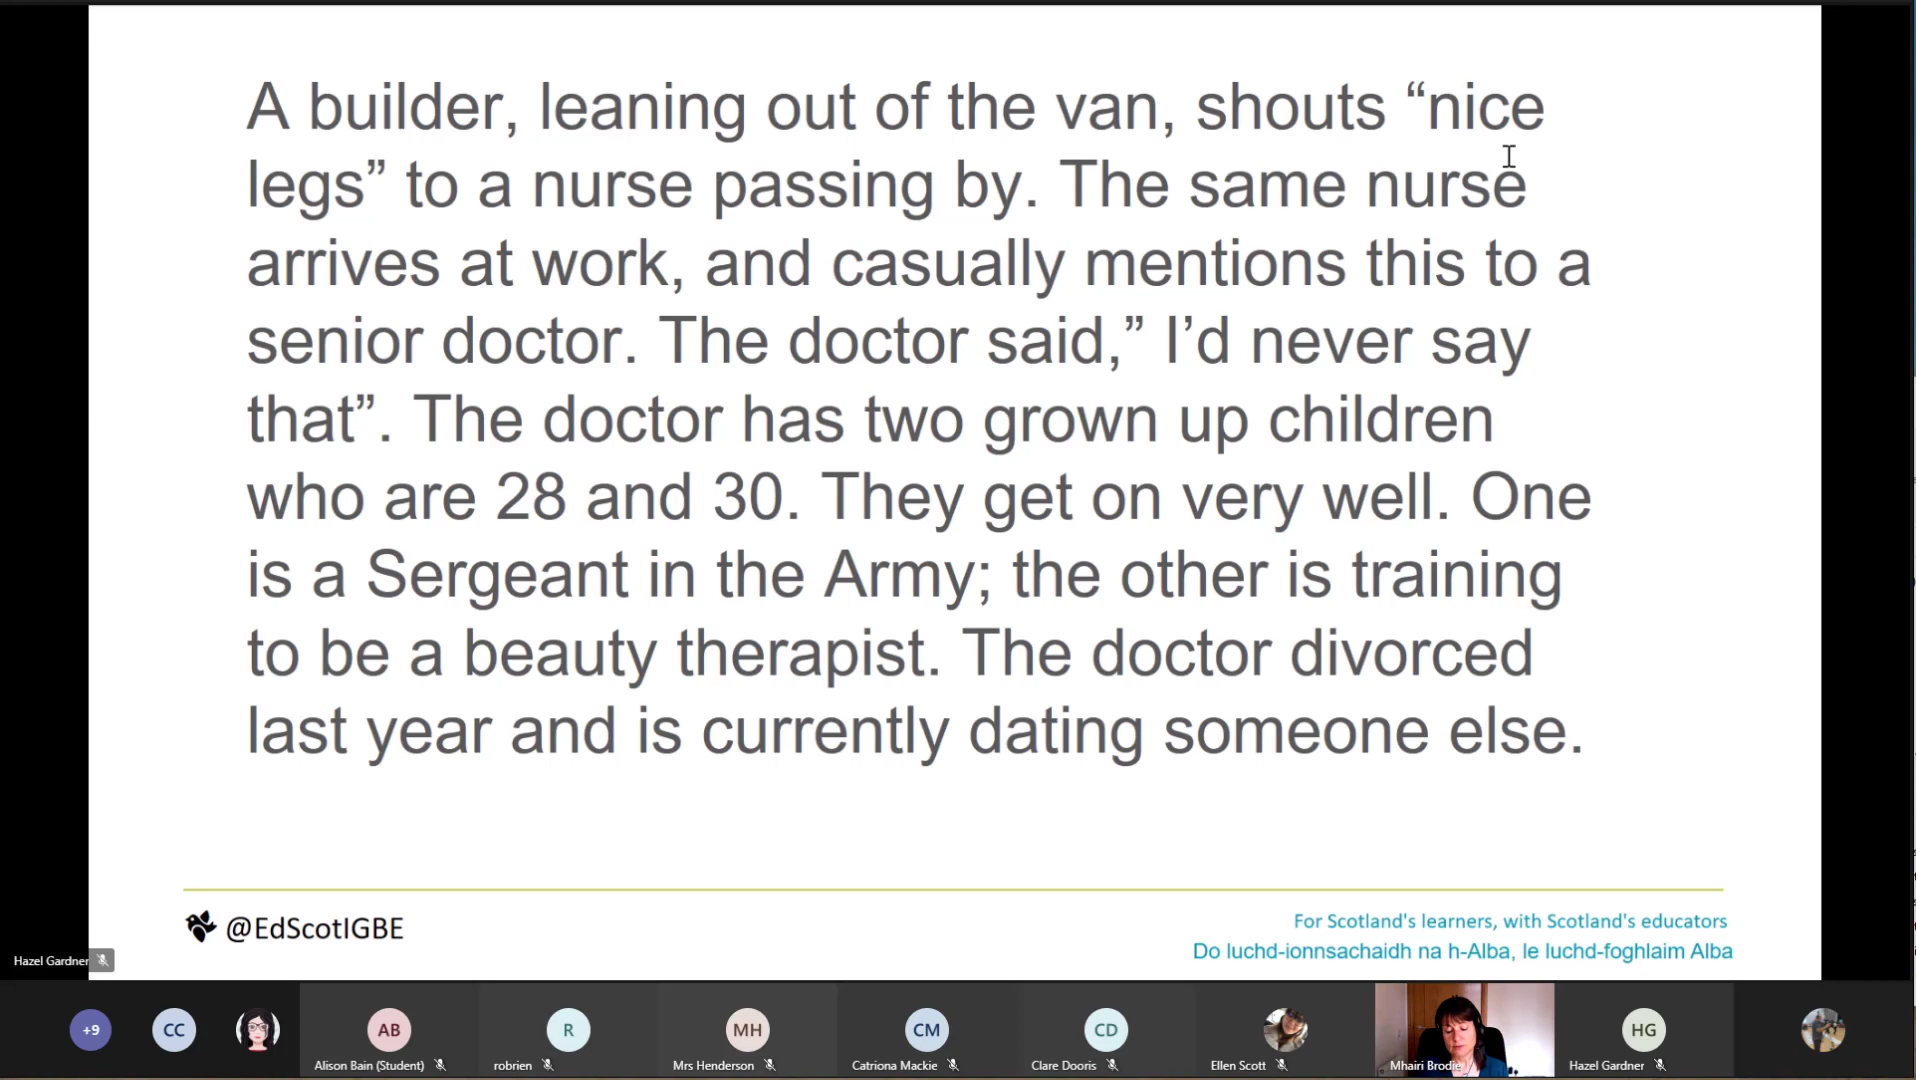 A builder, leaning out of the van, shouts “nice
legs” to a nurse passing by. The same nurse
arrives at work, and casually mentions this to a
senior doctor. The doctor said,” I’d never say
that”. The doctor has two grown up children
who are 28 and 30. They get on very well. One
is a Sergeant in the Army; the other is training
to be a beauty therapist. The doctor divorced
last year and is currently dating someone else.
@EdScotIGBE
For Scotland's learners, with Scotland's educators
Do luchd-ionnsachaidh na h-Alba, le luchd-foghlaim Alba
Hazel Gardner
+9
CC
AB
R
MH
CM
CD
HG
Alison Bain (Student)
robrien
Mrs Henderson
Catriona Mackie
Clare Dooris
Ellen Scott
Mhairi Brodie
Hazel Gardner